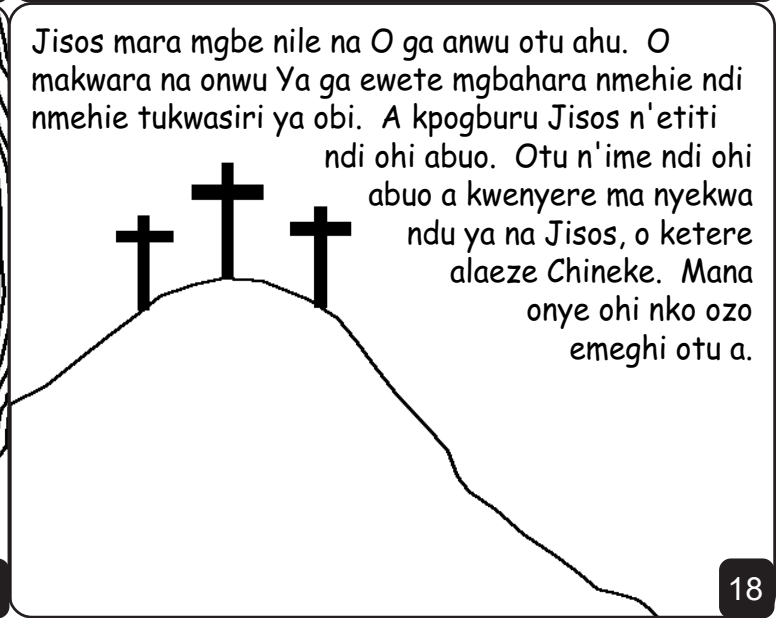 Jisos mara mgbe nile na O ga anwu otu ahu.  O
makwara na onwu Ya ga ewete mgbahara nmehie ndi
nmehie tukwasiri ya obi.  A kpogburu Jisos n'etiti
ndi ohi abuo.  Otu n'ime ndi ohi
abuo a kwenyere ma nyekwa
ndu ya na Jisos, o ketere
alaeze Chineke.  Mana
onye ohi nko ozo
emeghi otu a.
18